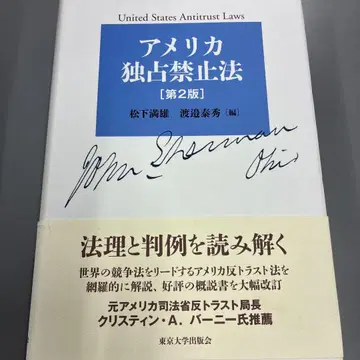 United States Antitrust Laws
アメリカ
独占禁止法
[第2版]
松下満雄 渡邉泰秀[編]
John Sherman
Ohio
法理と判例を読み解く
世界の競争法をリードするアメリカ反トラスト法を
網羅的に解説、好評の概説書を大幅改訂
元アメリカ司法省反トラスト局長
クリスティン・A．バーニー氏推薦
東京大学出版会